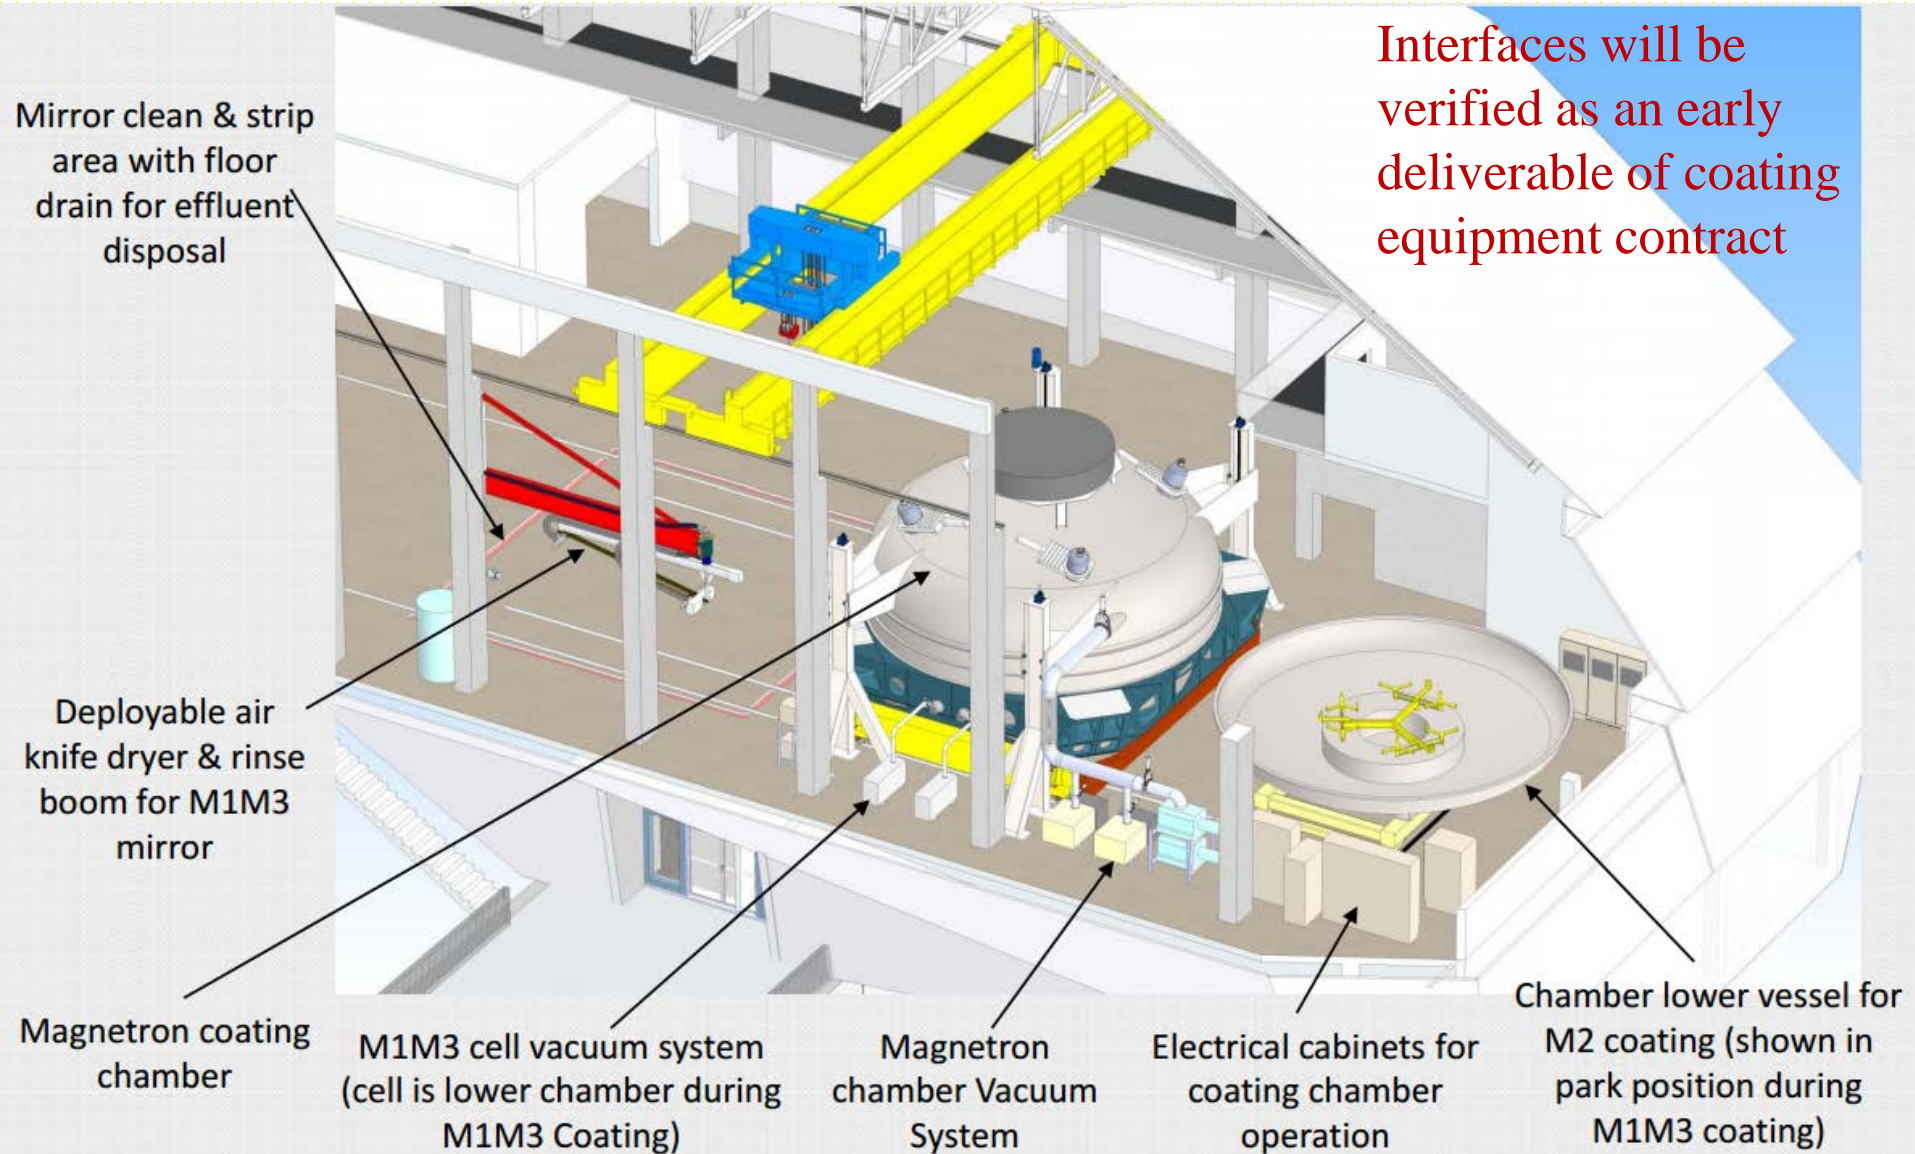 Interfaces will be
verified as an early
deliverable of coating
equipment contract
Mirror clean & strip
area with floor
drain for effluent
disposal
Deployable air
knife dryer & rinse
boom for M1M3
mirror
Magnetron coating
chamber
M1M3 cell vacuum system
(cell is lower chamber during
M1M3 Coating)
Magnetron
chamber Vacuum
System
Electrical cabinets for
coating chamber
operation
Chamber lower vessel for
M2 coating (shown in
park position during
M1M3 coating)